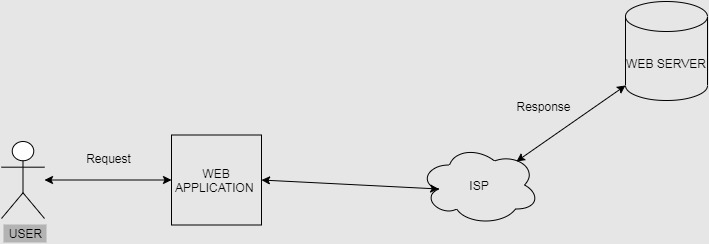 WEB SERVER
Response
Request
WEB
APPLICATION
ISP
USER